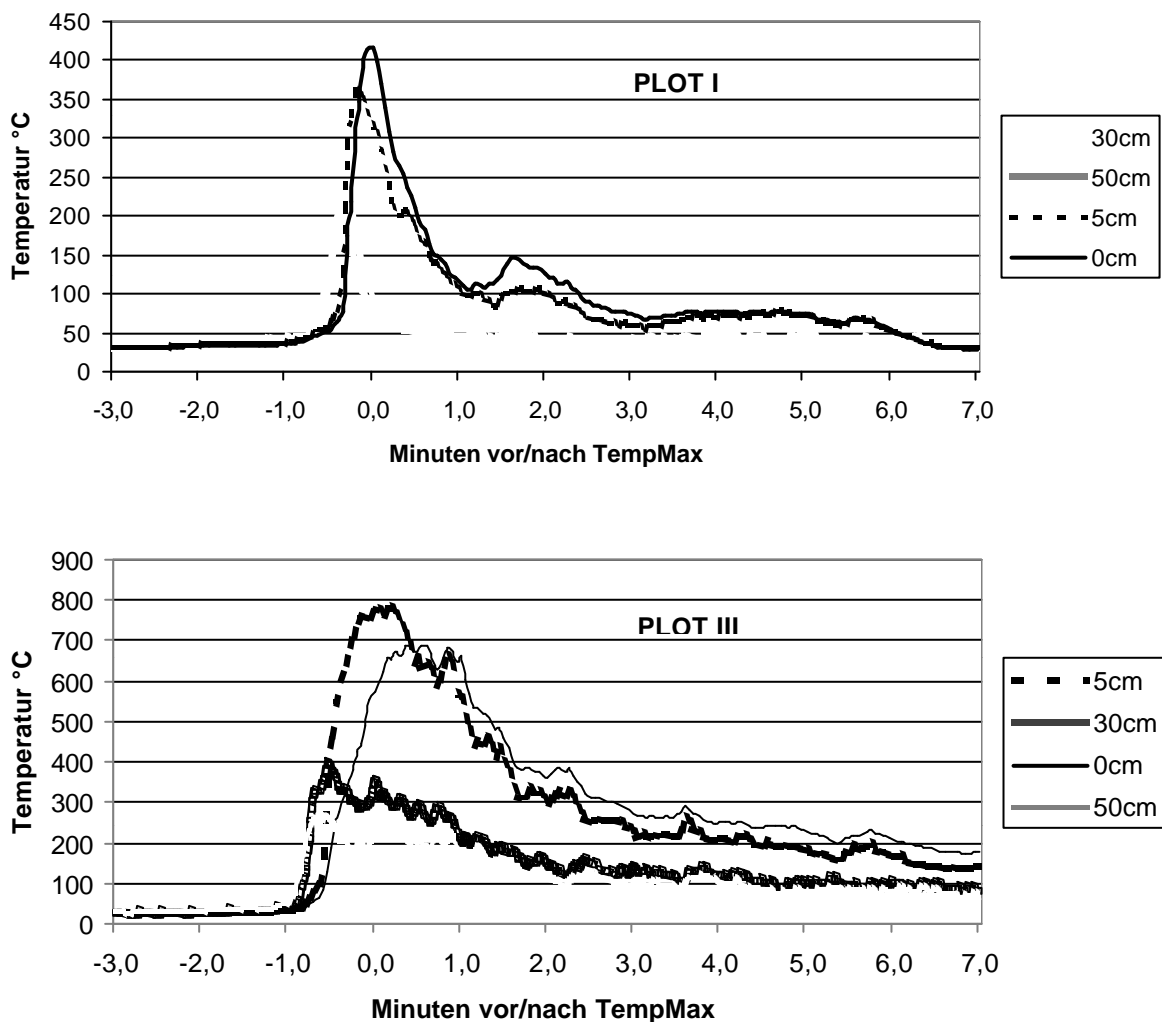 450
400
350
300
250
200
150
100
50
0
Temperatur °C
PLOT I
-3,0 -2,0 -1,0 0,0 1,0 2,0 3,0 4,0 5,0 6,0 7,0
Minuten vor/nach TempMax
30cm
50cm
5cm
0cm
900
800
700
600
500
400
300
200
100
0
Temperatur °C
PLOT III
-3,0 -2,0 -1,0 0,0 1,0 2,0 3,0 4,0 5,0 6,0 7,0
Minuten vor/nach TempMax
5cm
30cm
0cm
50cm